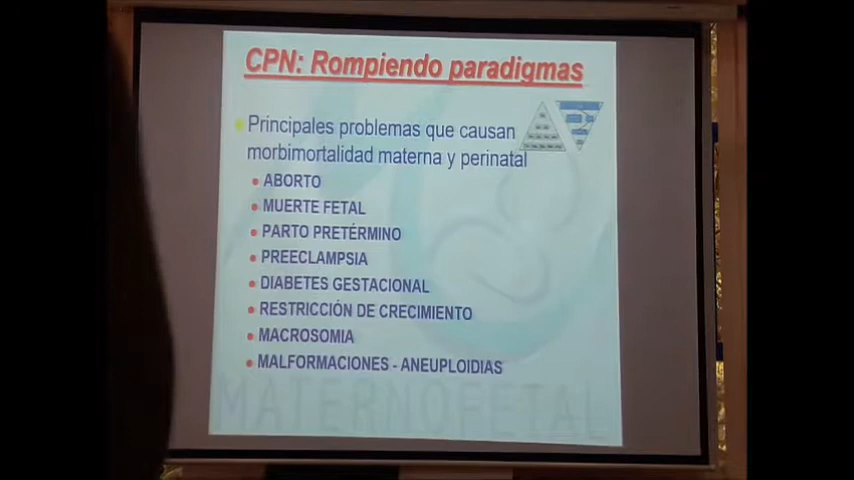 CPN: Rompiendo paradigmas
Principales problemas que causan
morbimortalidad materna y perinatal
ABORTO
MUERTE FETAL
PARTO PRETÉRMINO
PREECLAMPSIA
DIABETES GESTACIONAL
RESTRICCIÓN DE CRECIMIENTO
MACROSOMIA
MALFORMACIONES - ANEUPLOIDIAS
MATERNOFETAL